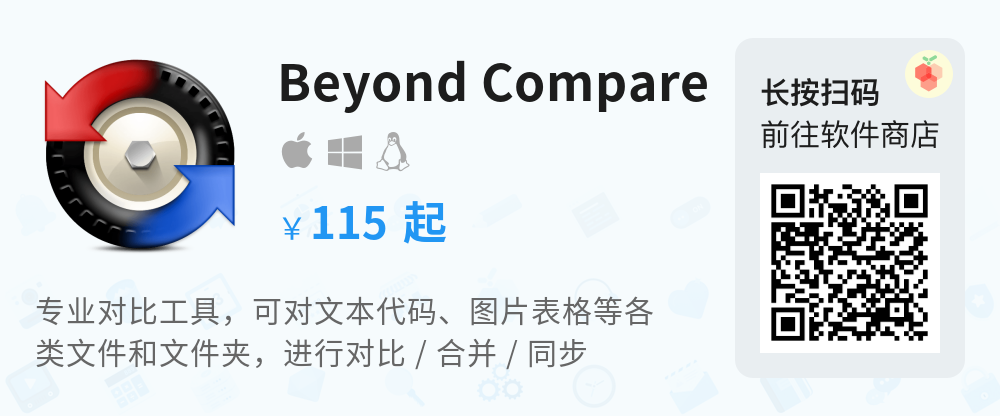 Beyond Compare
¥ 115 起
专业对比工具，可对文本代码、图片表格等各
类文件和文件夹，进行对比 / 合并 / 同步
长按扫码
前往软件商店